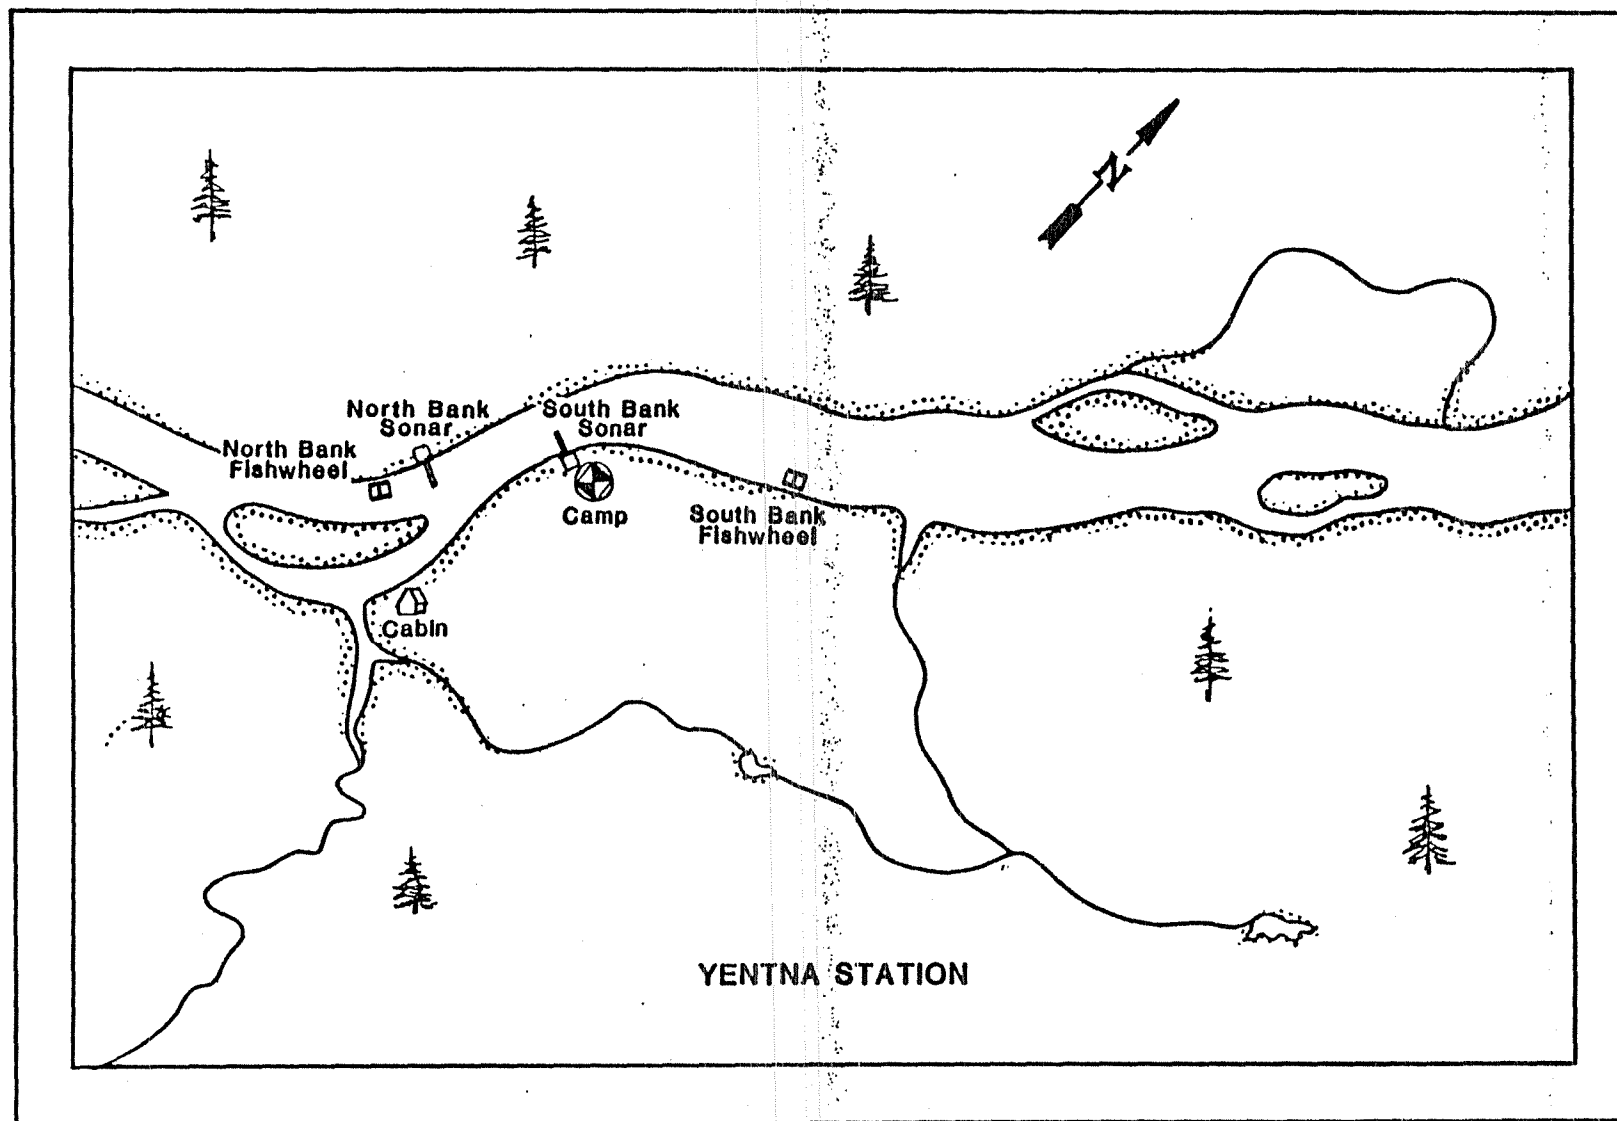 N
North Bank
Sonar
South Bank
Sonar
North Bank
Fishwheel
Camp
South Bank
Fishwheel
Cabin
YENTNA STATION